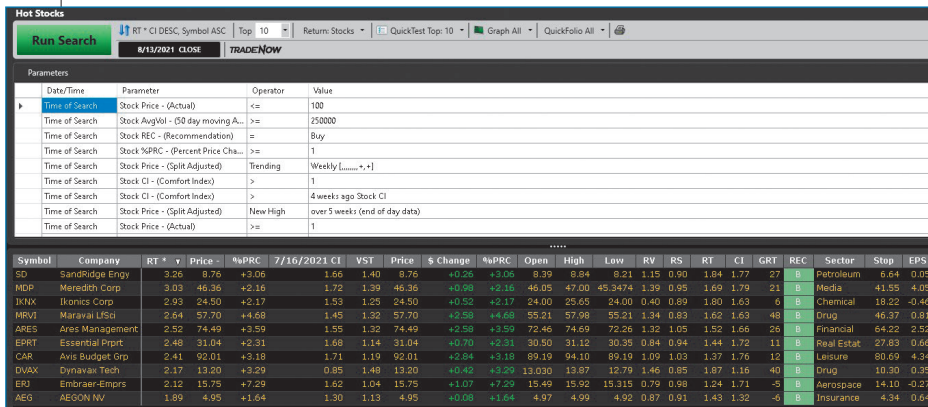 Hot Stocks
Run Search RT * CI DESC, Symbol ASC Top 10 Return: Stocks QuickTest Top: 10 Graph All QuickFolio All
8/13/2021 CLOSE TRADENOW
Parameters
Date/Time Parameter Operator Value
Time of Search Stock Price - (Actual) <= 100
Time of Search Stock AvgVol - (50 day moving A... >= 250000
Time of Search Stock REC - (Recommendation) = Buy
Time of Search Stock %PRC - (Percent Price Cha... >= 1
Time of Search Stock Price - (Split Adjusted) Trending Weekly [,,,,,,,,+,+]
Time of Search Stock CI - (Comfort Index) > 1
Time of Search Stock CI - (Comfort Index) > 4 weeks ago Stock CI
Time of Search Stock Price - (Split Adjusted) New High over 5 weeks (end of day data)
Time of Search Stock Price - (Actual) >= 1
Symbol Company RT * Price - %PRC 7/16/2021 CI VST Price $ Change %PRC Open High Low RV RS RT CI GRT REC Sector Stop EPS
SD SandRidge Engy 3.26 8.76 +3.06 1.66 1.40 8.76 +0.26 +3.06 8.39 8.84 8.21 1.15 0.90 1.84 1.77 27 B Petroleum 6.64 0.05
MDP Meredith Corp 3.03 46.36 +2.16 1.72 1.39 46.36 +0.98 +2.16 46.05 47.00 45.3474 1.39 0.95 1.69 1.79 21 B Media 41.55 4.05
IKNX Ikonics Corp 2.93 24.50 +2.17 1.53 1.25 24.50 +0.52 +2.17 24.00 25.65 24.00 0.40 0.89 1.80 1.63 6 B Chemical 18.22 -0.46
MRVI Maravai LfSci 2.64 57.70 +4.68 1.45 1.32 57.70 +2.58 +4.68 55.21 57.98 55.21 1.34 0.83 1.62 1.63 48 B Drug 46.37 0.81
ARES Ares Management 2.52 74.49 +3.59 1.55 1.32 74.49 +2.58 +3.59 72.46 74.69 72.26 1.32 1.05 1.52 1.66 26 B Financial 64.22 2.52
EPRT Essential Prprt 2.48 31.04 +2.31 1.68 1.14 31.04 +0.70 +2.31 30.50 31.12 30.35 0.84 0.94 1.44 1.72 11 B Real Estat 27.83 0.66
CAR Avis Budget Grp 2.41 92.01 +3.18 1.71 1.19 92.01 +2.84 +3.18 89.19 94.10 89.19 1.09 1.03 1.37 1.76 12 B Leisure 80.69 4.34
DVAX Dynavax Tech 2.17 13.20 +3.29 0.85 1.48 13.20 +0.42 +3.29 13.030 13.87 12.79 1.46 0.85 1.87 1.16 40 B Drug 10.30 0.35
ERJ Embraer-Emprs 2.12 15.75 +7.29 1.62 1.04 15.75 +1.07 +7.29 15.49 15.92 15.315 0.79 0.98 1.24 1.71 -5 B Aerospace 14.10 -0.27
AEG AEGON NV 1.89 4.95 +1.64 1.30 1.13 4.95 +0.08 +1.64 4.97 4.99 4.92 0.87 0.91 1.43 1.32 -6 B Insurance 4.34 0.64